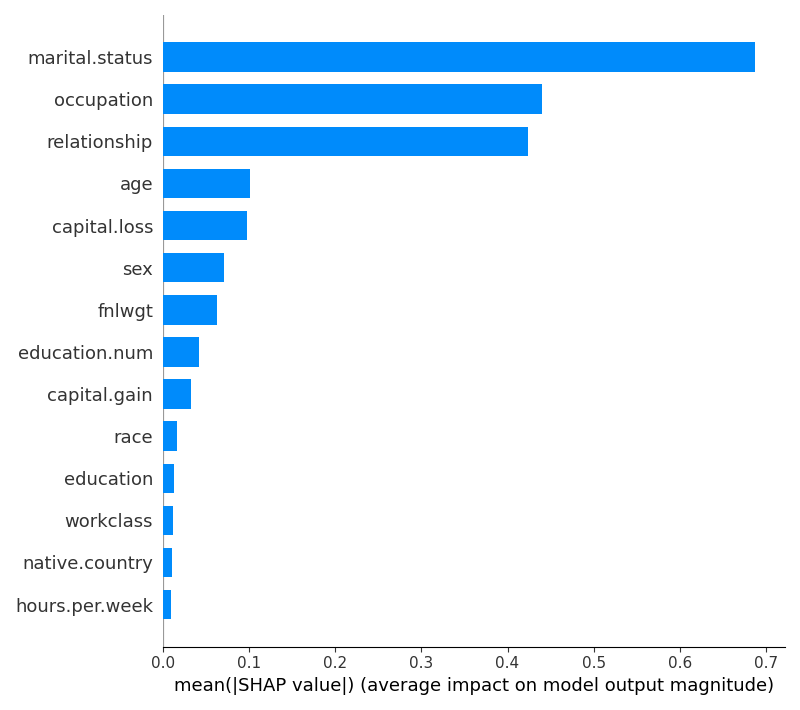 marital.status
occupation
relationship
age
capital.loss
sex
fnlwgt
education.num
capital.gain
race
education
workclass
native.country
hours.per.week
0.0 0.1 0.2 0.3 0.4 0.5 0.6 0.7
mean(|SHAP value|) (average impact on model output magnitude)